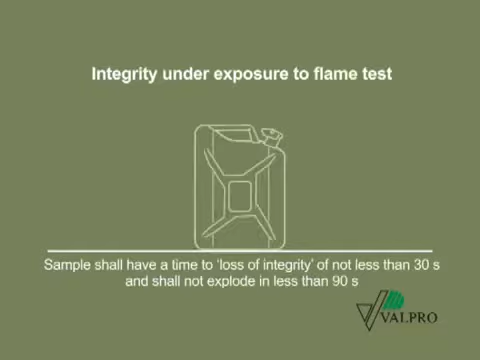 Integrity under exposure to flame test
Sample shall have a time to ‘loss of integrity’ of not less than 30 s
and shall not explode in less than 90 s
VALPRO